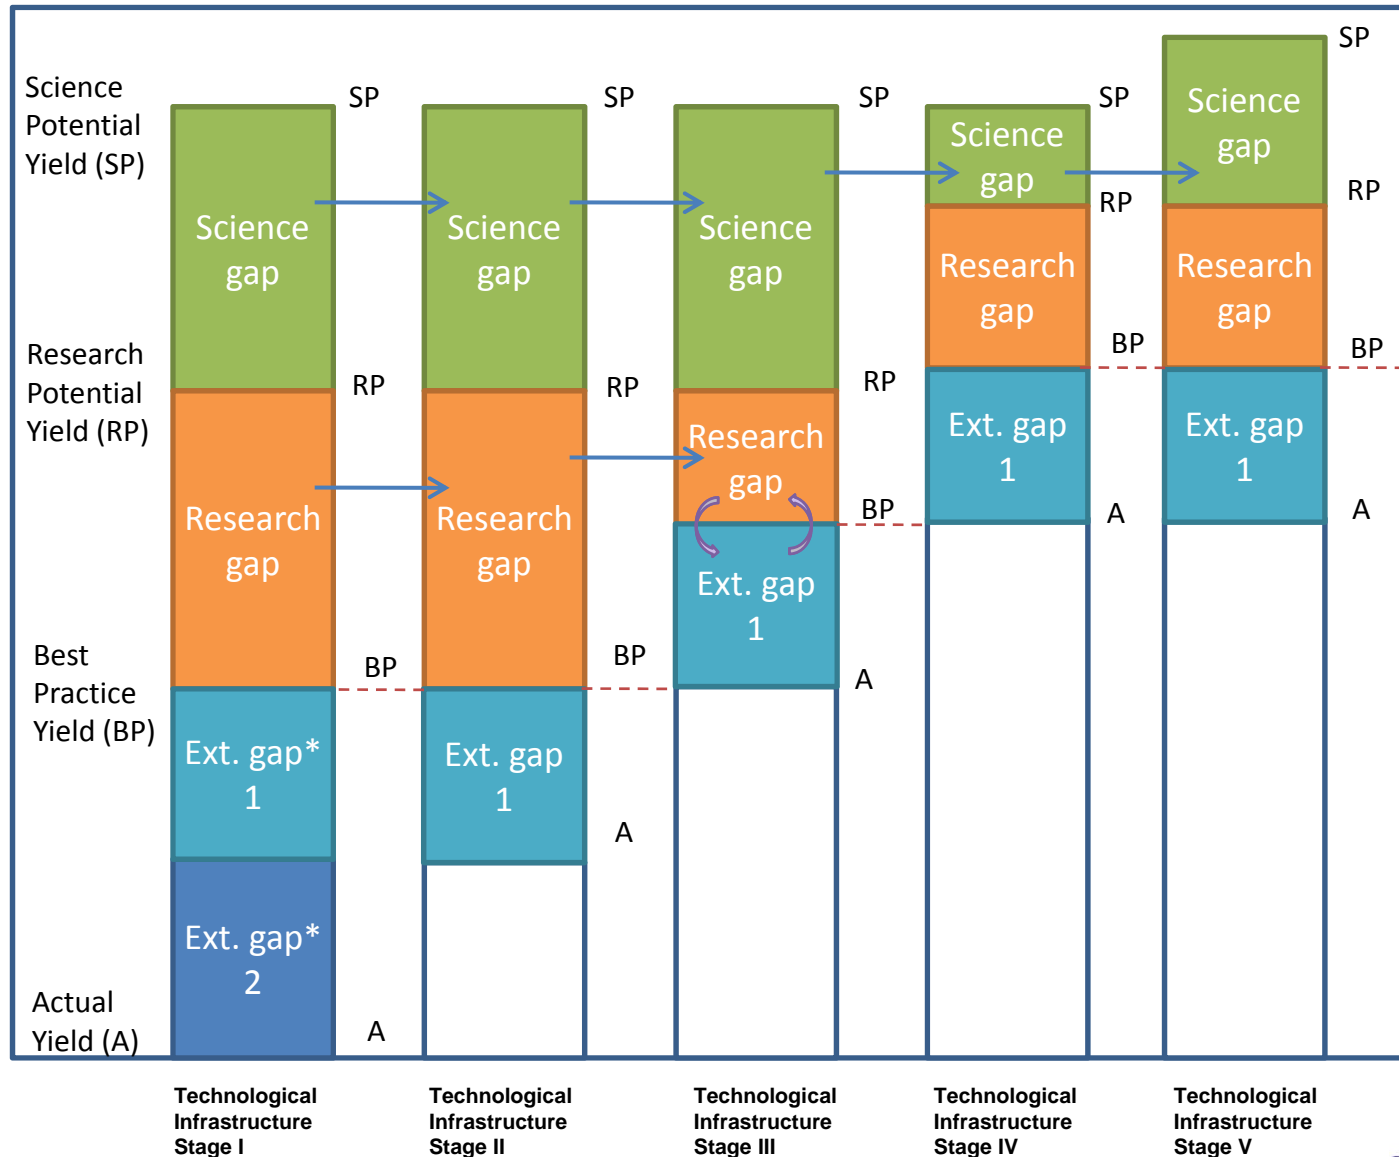 Science
Potential
Yield (SP)
Research
Potential
Yield (RP)
Best
Practice
Yield (BP)
Actual
Yield (A)
Science
gap
Research
gap
Ext. gap*
1
Ext. gap*
2
SP
RP
BP
A
Science
gap
Research
gap
Ext. gap
1
SP
RP
BP
A
Science
gap
Research
gap
Ext. gap
1
SP
RP
BP
A
Science
gap
Research
gap
Ext. gap
1
SP
RP
BP
A
Science
gap
Research
gap
Ext. gap
1
SP
RP
BP
A
Technological
Infrastructure
Stage I
Technological
Infrastructure
Stage II
Technological
Infrastructure
Stage III
Technological
Infrastructure
Stage IV
Technological
Infrastructure
Stage V